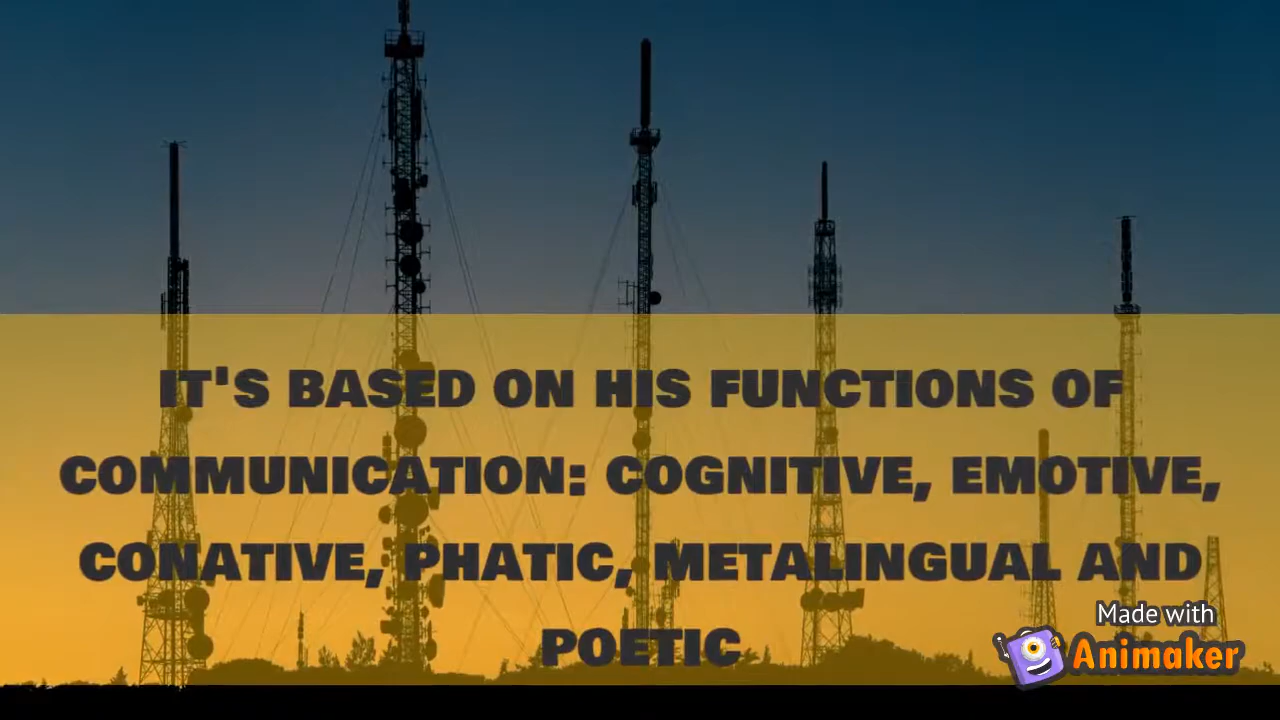 IT'S BASED ON HIS FUNCTIONS OF
COMMUNICATION: COGNITIVE, EMOTIVE,
CONATIVE, PHATIC, METALINGUAL AND
POETIC
Made with
Animaker